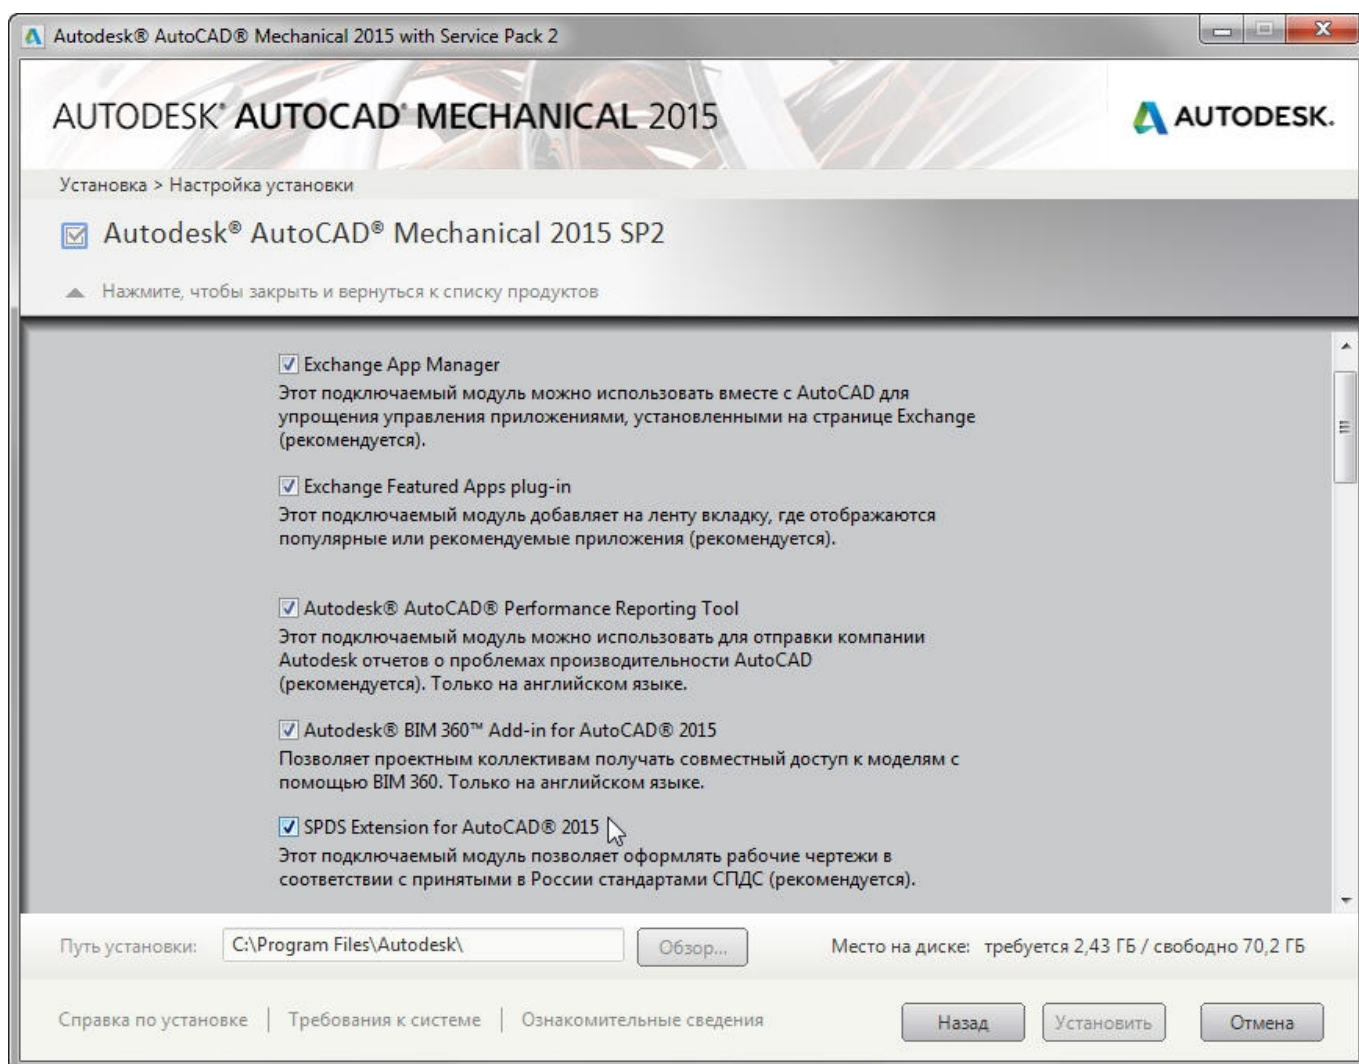 Autodesk® AutoCAD® Mechanical 2015 with Service Pack 2
AUTODESK® AUTOCAD® MECHANICAL 2015
AUTODESK.
Установка > Настройка установки
Autodesk® AutoCAD® Mechanical 2015 SP2
Нажмите, чтобы закрыть и вернуться к списку продуктов
Exchange App Manager
Этот подключаемый модуль можно использовать вместе с AutoCAD для
упрощения управления приложениями, установленными на странице Exchange
(рекомендуется).
Exchange Featured Apps plug-in
Этот подключаемый модуль добавляет на ленту вкладку, где отображаются
популярные или рекомендуемые приложения (рекомендуется).
Autodesk® AutoCAD® Performance Reporting Tool
Этот подключаемый модуль можно использовать для отправки компании
Autodesk отчетов о проблемах производительности AutoCAD
(рекомендуется). Только на английском языке.
Autodesk® BIM 360™ Add-in for AutoCAD® 2015
Позволяет проектным коллективам получать совместный доступ к моделям с
помощью BIM 360. Только на английском языке.
SPDS Extension for AutoCAD® 2015
Этот подключаемый модуль позволяет оформлять рабочие чертежи в
соответствии с принятыми в России стандартами СПДС (рекомендуется).
Путь установки: C:\Program Files\Autodesk\ Обзор... Место на диске: требуется 2,43 ГБ / свободно 70,2 ГБ
Справка по установке | Требования к системе | Ознакомительные сведения Назад Установить Отмена